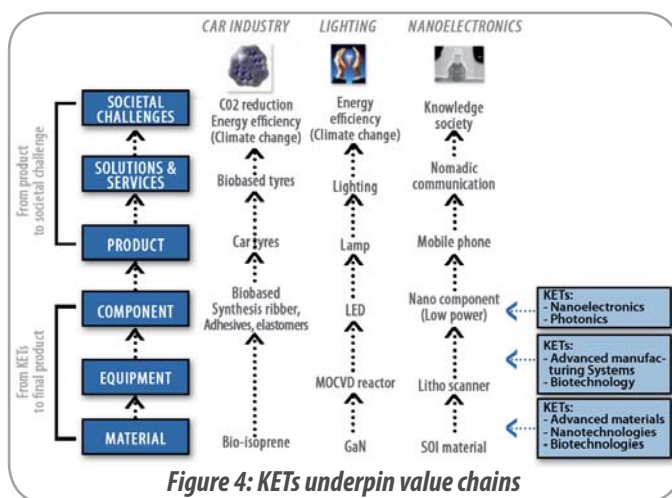 CAR INDUSTRY
LIGHTING
NANOELECTRONICS
From product
to societal challenge
From KETs
to final product
SOCIETAL
CHALLENGES
SOLUTIONS &
SERVICES
PRODUCT
COMPONENT
EQUIPMENT
MATERIAL
C02 reduction
Energy efficiency
(Climate change)
Biobased tyres
Car tyres
Biobased
Synthesis ribber,
Adhesives, elastomers
Bio-isoprene
Energy
efficiency
(Climate change)
Lighting
Lamp
LED
MOCVD reactor
GaN
Knowledge
society
Nomadic
communication
Mobile phone
Nano component
(Low power)
Litho scanner
SOI material
KETs:
- Nanoelectronics
- Photonics
KETs:
- Advanced manufac-
turing Systems
- Biotechnology
KETs:
- Advanced materials
- Nanotechnologies
- Biotechnologies
Figure 4: KETs underpin value chains